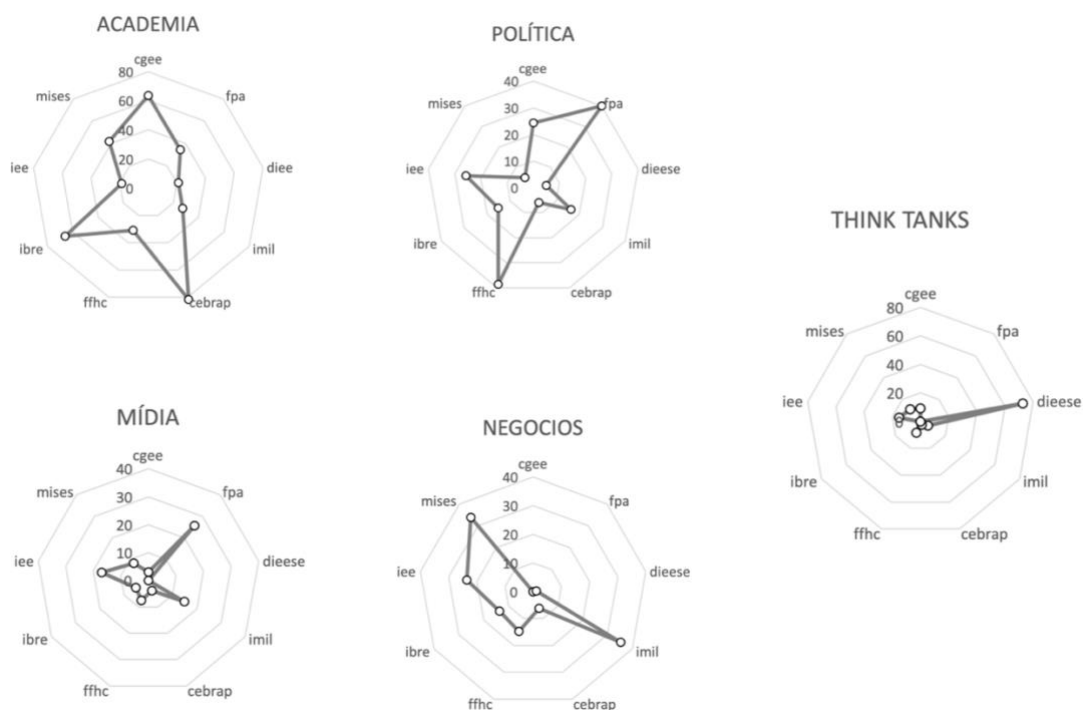 ACADEMIA
cgee
80
60
40
20
0
fpa
diee
imil
cebrap
ffhc
ibre
iee
mises
POLÍTICA
cgee
40
30
20
10
0
fpa
dieese
imil
cebrap
ffhc
ibre
iee
mises
THINK TANKS
cgee
80
60
40
20
0
fpa
dieese
imil
cebrap
ffhc
ibre
iee
mises
MÍDIA
cgee
40
30
20
10
0
fpa
dieese
imil
cebrap
ffhc
ibre
iee
mises
NEGOCIOS
cgee
40
30
20
10
0
fpa
dieese
imil
cebrap
ffhc
ibre
iee
mises